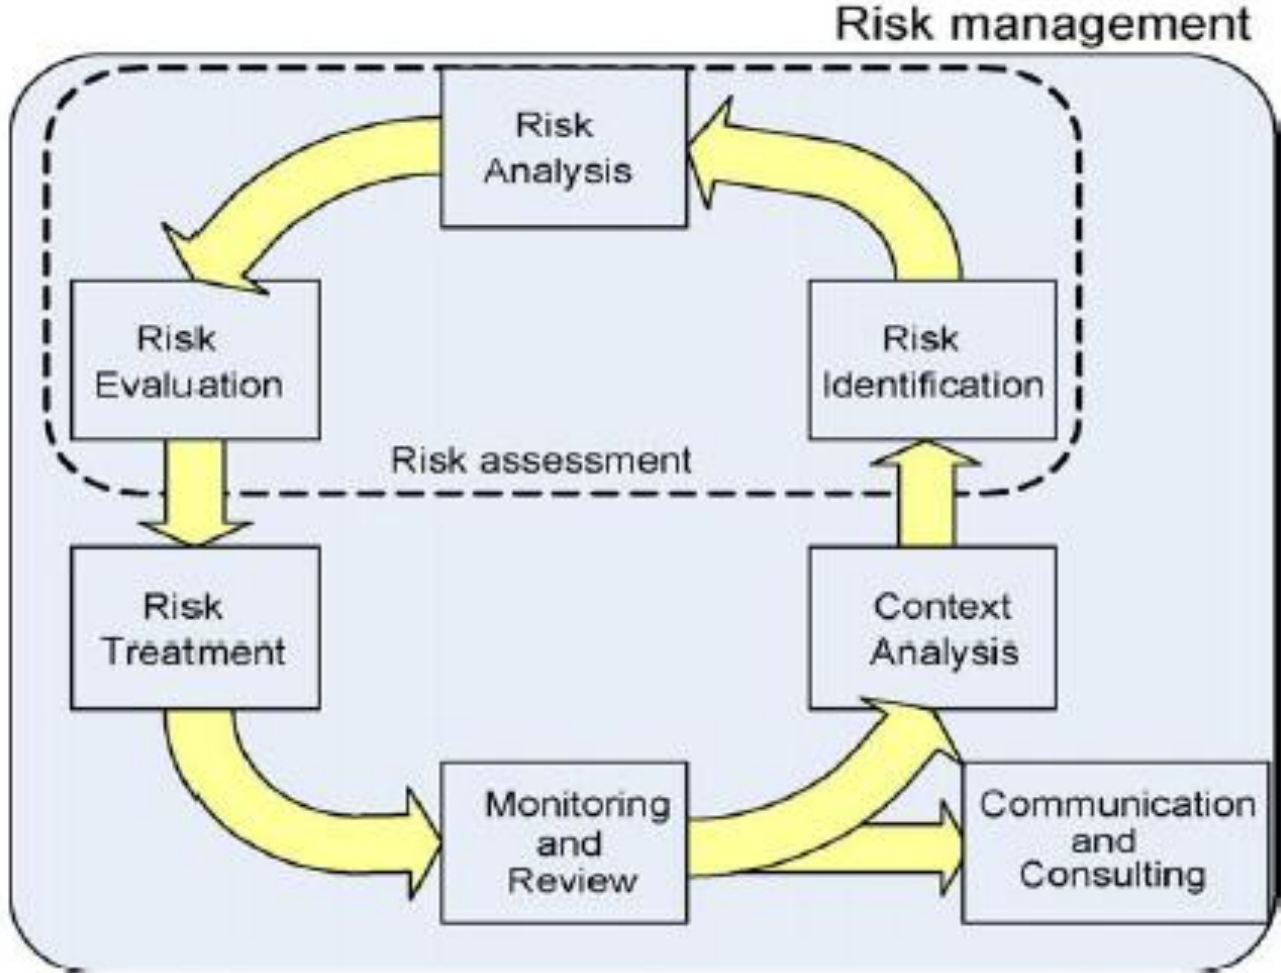 Risk management
Risk
Analysis
Risk
Evaluation
Risk
Identification
Risk assessment
Risk
Treatment
Context
Analysis
Monitoring
and
Review
Communication
and
Consulting